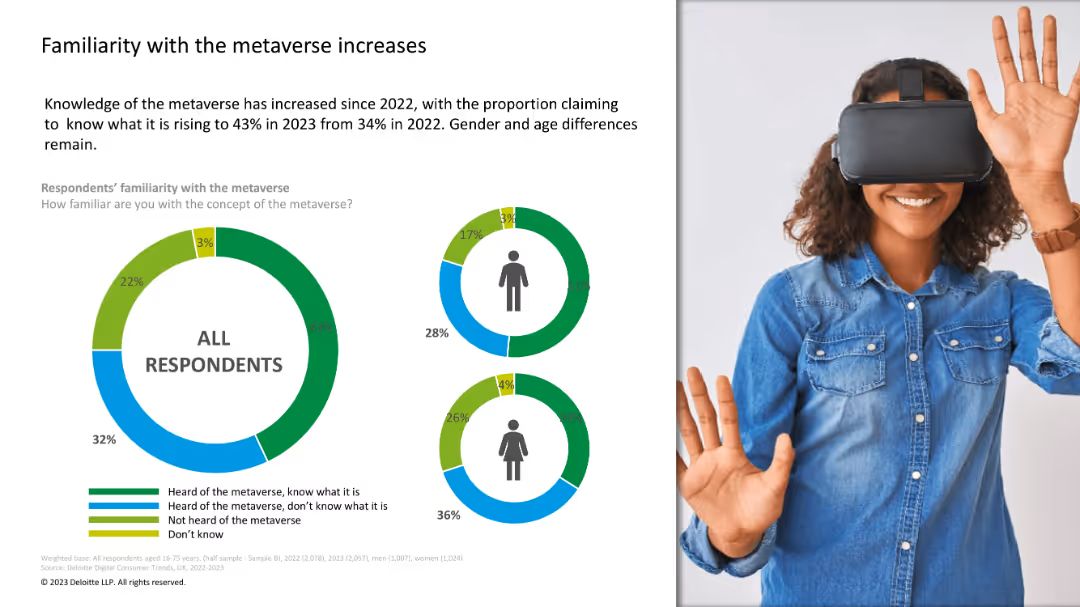 Familiarity with the metaverse increases
Knowledge of the metaverse has increased since 2022, with the proportion claiming
to know what it is rising to 43% in 2023 from 34% in 2022. Gender and age differences
remain.
Respondents' familiarity with the metaverse
How familiar are you with the concept of the metaverse?
3%
22%
ALL
RESPONDENTS
32%
3%
17%
28%
4%
26%
36%
Heard of the metaverse, know what it is
Heard of the metaverse, don't know what it is
Not heard of the metaverse
Don't know
Weighted base: All respondents aged 16-75 years, (half sample - Sample B), 2022 (2,078), 2023 (2,097), men (1,007), women (1,024)
Source: Deloitte Digital Consumer Trends, UK, 2022-2023
© 2023 Deloitte LLP. All rights reserved.